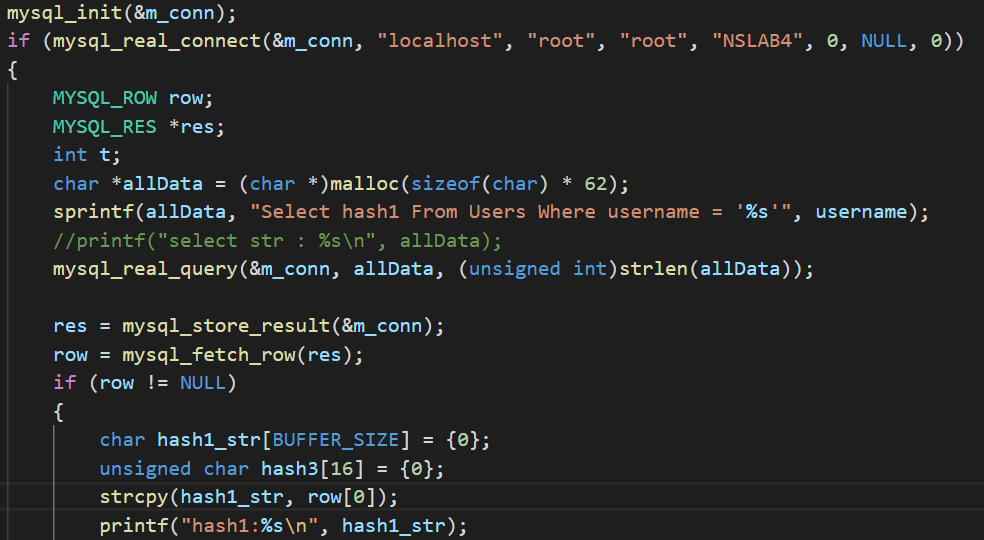 mysql_init(&m_conn);
if (mysql_real_connect(&m_conn, "localhost", "root", "root", "NSLAB4", 0, NULL, 0))
{
    MYSQL_ROW row;
    MYSQL_RES *res;
    int t;
    char *allData = (char *)malloc(sizeof(char) * 62);
    sprintf(allData, "Select hash1 From Users Where username = '%s'", username);
    //printf("select str : %s\n", allData);
    mysql_real_query(&m_conn, allData, (unsigned int)strlen(allData));

    res = mysql_store_result(&m_conn);
    row = mysql_fetch_row(res);
    if (row != NULL)
    {
        char hash1_str[BUFFER_SIZE] = {0};
        unsigned char hash3[16] = {0};
        strcpy(hash1_str, row[0]);
        printf("hash1:%s\n", hash1_str);